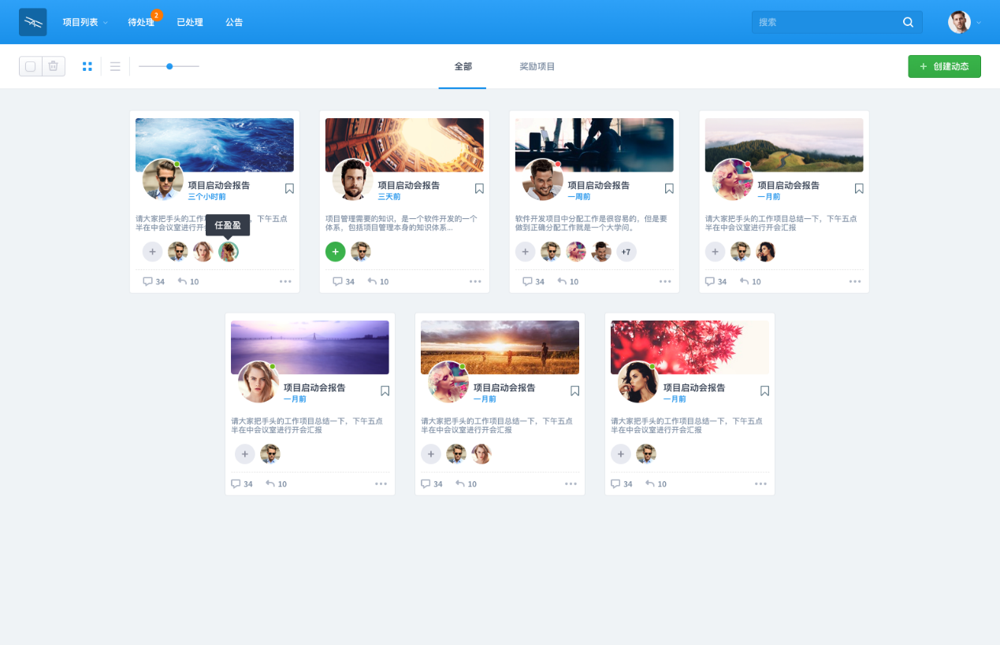 项目列表
待处理
2
已处理
公告
搜索
全部
奖励项目
+ 创建动态
项目启动会报告
三个小时前
请大家把手头的工作项 ，下午五点
半在中会议室进行开会
任盈盈
34
10
项目启动会报告
三天前
项目管理需要的知识，是一个软件开发的一个
体系，包括项目管理本身的知识体系...
34
10
项目启动会报告
一周前
软件开发项目中分配工作是很容易的，但是要
做到正确分配工作就是一个大学问。
+7
34
10
项目启动会报告
一月前
请大家把手头的工作项目总结一下，下午五点
半在中会议室进行开会汇报
34
10
项目启动会报告
一月前
请大家把手头的工作项目总结一下，下午五点
半在中会议室进行开会汇报
34
10
项目启动会报告
一月前
请大家把手头的工作项目总结一下，下午五点
半在中会议室进行开会汇报
34
10
项目启动会报告
一月前
请大家把手头的工作项目总结一下，下午五点
半在中会议室进行开会汇报
34
10